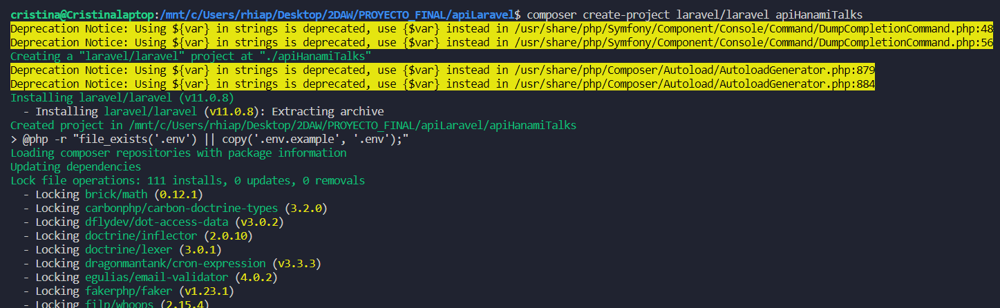 cristina@Cristinalaptop:/mnt/c/Users/rhiap/Desktop/2DAW/PROYECTO_FINAL/apiLaravel$ composer create-project laravel/laravel apiHanamiTalks
Deprecation Notice: Using ${var} in strings is deprecated, use {$var} instead in /usr/share/php/Symfony/Component/Console/Command/DumpCompletionCommand.php:48
Deprecation Notice: Using ${var} in strings is deprecated, use {$var} instead in /usr/share/php/Symfony/Component/Console/Command/DumpCompletionCommand.php:56
Creating a "laravel/laravel" project at "./apiHanamiTalks"
Deprecation Notice: Using ${var} in strings is deprecated, use {$var} instead in /usr/share/php/Composer/Autoload/AutoloadGenerator.php:879
Deprecation Notice: Using ${var} in strings is deprecated, use {$var} instead in /usr/share/php/Composer/Autoload/AutoloadGenerator.php:884
Installing laravel/laravel (v11.0.8)
  - Installing laravel/laravel (v11.0.8): Extracting archive
Created project in /mnt/c/Users/rhiap/Desktop/2DAW/PROYECTO_FINAL/apiLaravel/apiHanamiTalks
> @php -r "file_exists('.env') || copy('.env.example', '.env');"
Loading composer repositories with package information
Updating dependencies
Lock file operations: 111 installs, 0 updates, 0 removals
  - Locking brick/math (0.12.1)
  - Locking carbonphp/carbon-doctrine-types (3.2.0)
  - Locking dflydev/dot-access-data (v3.0.2)
  - Locking doctrine/inflector (2.0.10)
  - Locking doctrine/lexer (3.0.1)
  - Locking dragonmantank/cron-expression (v3.3.3)
  - Locking egulias/email-validator (4.0.2)
  - Locking fakerphp/faker (v1.23.1)
  - Locking filp/whoops (2.15.4)